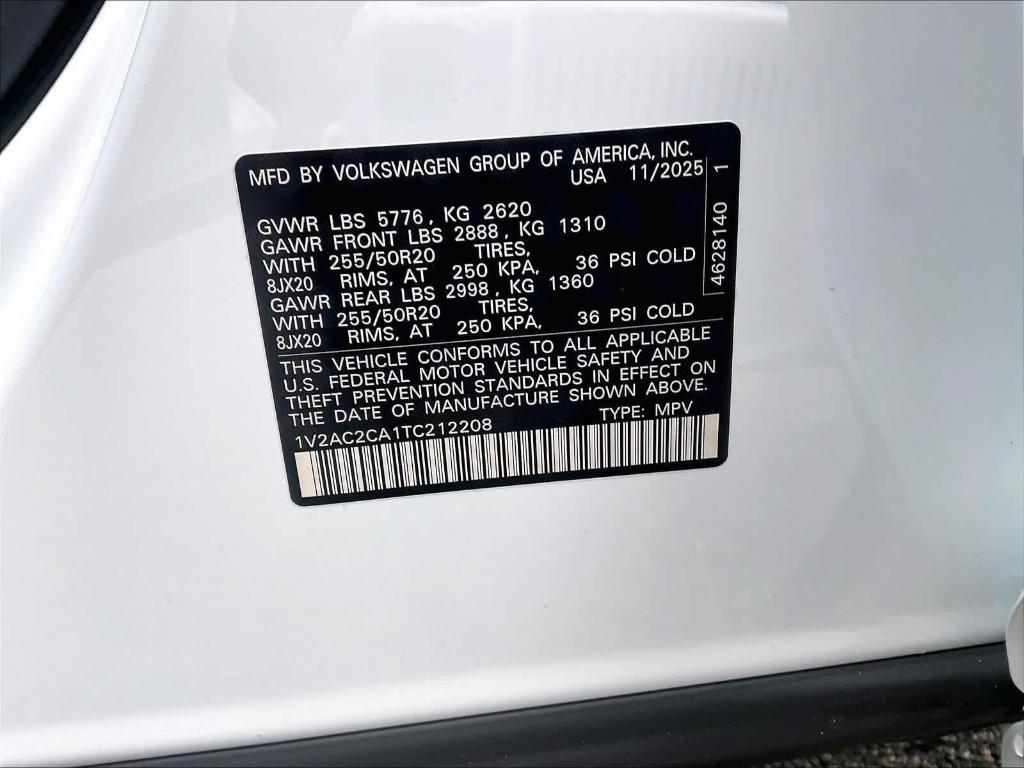 MFD BY VOLKSWAGEN GROUP OF AMERICA, INC.
USA 11/2025
GVWR LBS 5776, KG 2620
GAWR FRONT LBS 2888, KG 1310
WITH 255/50R20 TIRES,
8JX20 RIMS, AT 250 KPA, 36 PSI COLD
GAWR REAR LBS 2998, KG 1360
WITH 255/50R20 TIRES,
8JX20 RIMS, AT 250 KPA, 36 PSI COLD
THIS VEHICLE CONFORMS TO ALL APPLICABLE
U.S. FEDERAL MOTOR VEHICLE SAFETY AND
THEFT PREVENTION STANDARDS IN EFFECT ON
THE DATE OF MANUFACTURE SHOWN ABOVE.
1V2AC2CA1TC212208 TYPE: MPV
4628140 1